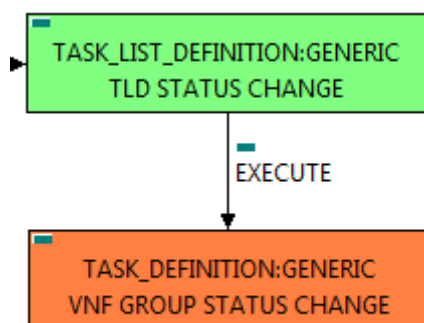 TASK_LIST_DEFINITION:GENERIC
TLD STATUS CHANGE
EXECUTE
TASK_DEFINITION:GENERIC
VNF GROUP STATUS CHANGE